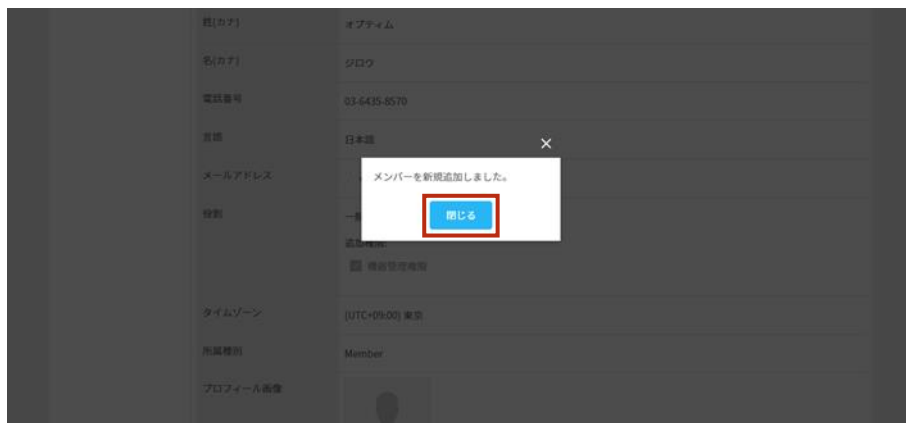 姓(カナ)
オプティム
名(カナ)
ジロウ
電話番号
03-6435-8570
言語
日本語
メールアドレス
メンバーを新規追加しました。
役割
閉じる
追加権限:
機器管理権限
タイムゾーン
(UTC+09:00) 東京
所属種別
Member
プロフィール画像